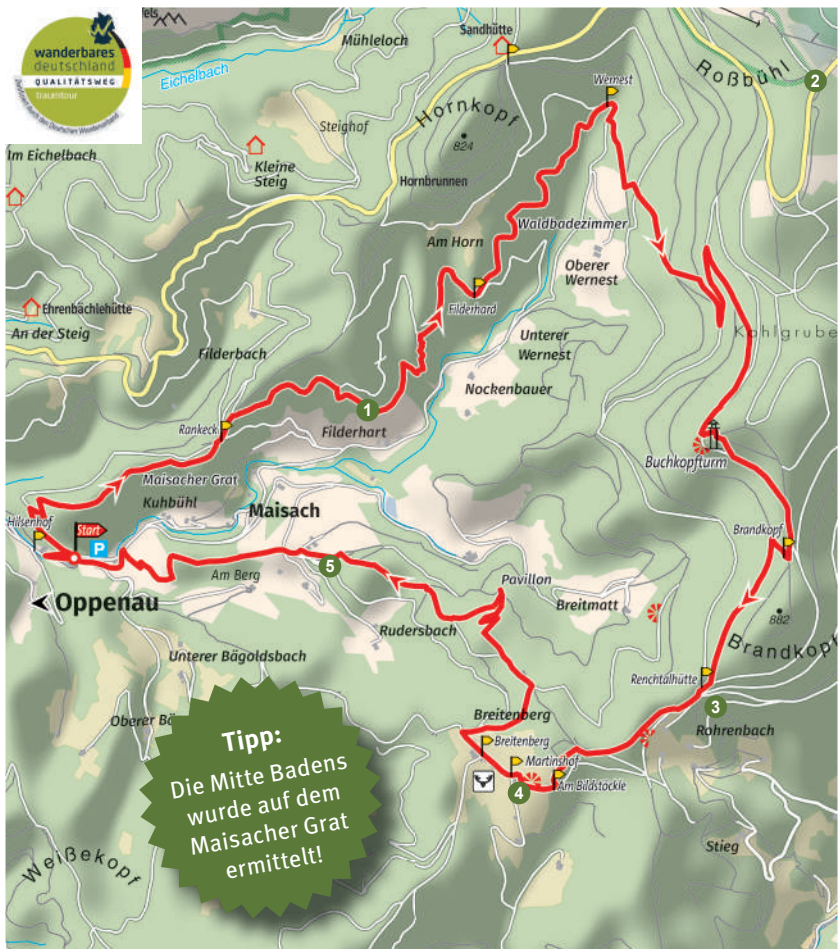 wanderbares
deutschland
QUALITÄTSWEG
traumtour
Mühleloch
Sandhütte
Eichelbach
Wernest
Roßbühl
2
Hornkopf
Steighof
824
Im Eichelbach
Kleine
Steig
Hornbrunnen
Waldbadezimmer
Am Horn
Oberer
Wernest
Filderhard
Ehrenbächlehütte
An der Steig
Kohlgrube
Unterer
Wernest
Filderbach
Nockenbauer
1
Rankeck
Filderhart
Buchkopfturm
Maisacher Grat
Kuhbühl
Maisach
Hilsenhof
Start
P
Brandkopf
5
Am Berg
Pavillon
Breitmatt
Oppenau
Rudersbach
882
Brandkopf
Unterer Bägoldsbach
Renchtalhütte
3
Oberer Bä
Breitenberg
Rohrenbach
Breitenberg
Martinshof
Am Bildstöckle
4
Stieg
Weißekopf
Tipp:
Die Mitte Badens
wurde auf dem
Maisacher Grat
ermittelt!